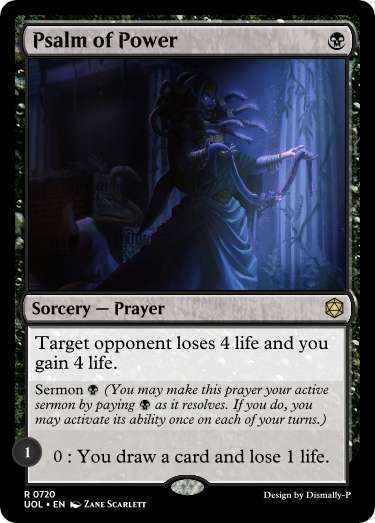 Psalm of Power
Sorcery — Prayer
Target opponent loses 4 life and you
gain 4 life.
Sermon (You may make this prayer your active
sermon by paying as it resolves. If you do, you
may activate its ability once on each of your turns.)
1
0 : You draw a card and lose 1 life.
R 0720
UOL • EN Zane Scarlett
Design by Dismally-P